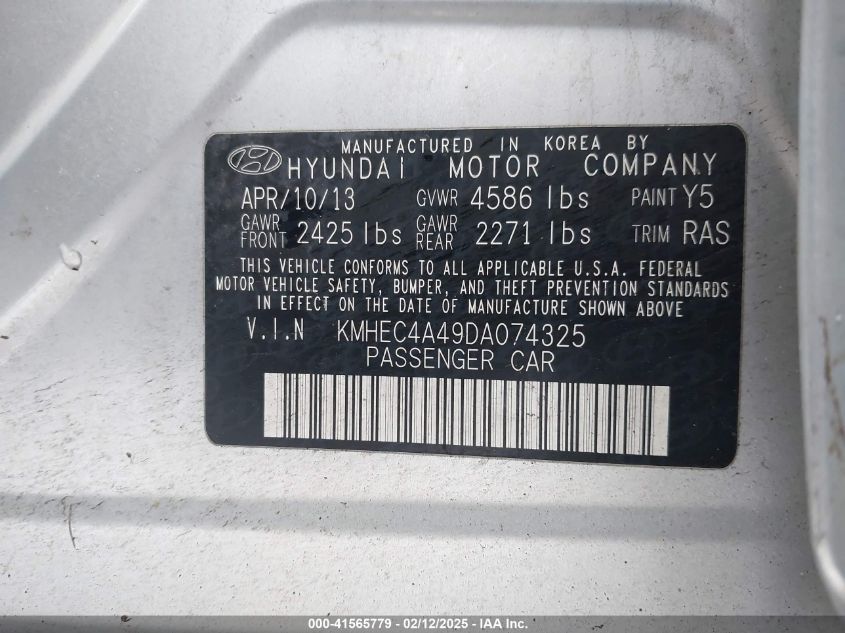 MANUFACTURED IN KOREA BY
HYUNDAI MOTOR COMPANY
APR/10/13 GVWR 4586 lbs PAINT Y5
GAWR FRONT 2425 lbs GAWR REAR 2271 lbs TRIM RAS
THIS VEHICLE CONFORMS TO ALL APPLICABLE U.S.A. FEDERAL
MOTOR VEHICLE SAFETY, BUMPER, AND THEFT PREVENTION STANDARDS
IN EFFECT ON THE DATE OF MANUFACTURE SHOWN ABOVE
V.I.N KMHEC4A49DA074325
PASSENGER CAR
000-41565779 - 02/12/2025 - IAA Inc.